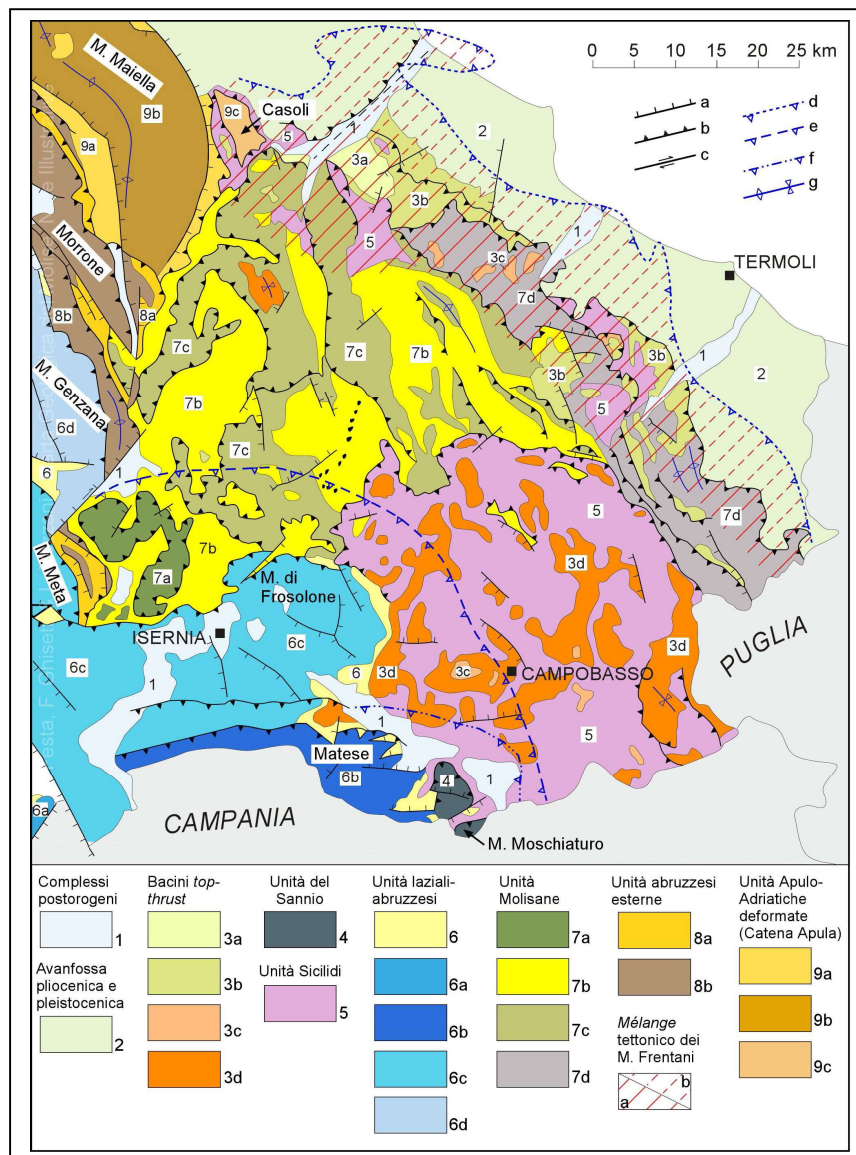 M. Maiella
9b
9a
9c
Casoli
5
1
3a
2
3b
0 5 10 15 20 25 km
a
b
c
d
e
f
g
Morrone
8b
8a
5
3c
7d
1
TERMOLI
7c
7c
7b
3b
3b
1
2
5
M. Genzana
6d
7b
7c
6
1
7d
5
M. Meta
7b
7a
M. di
Frosolone
3d
ISERNIA
6c
6c
6
3d
3c
CAMPOBASSO
3d
PUGLIA
1
1
5
Matese
6b
4
1
6a
CAMPANIA
M. Moschiaturo
Complessi
postorogeni
1
Avanfossa
pliocenica e
pleistocenica
2
Bacini top-
thrust
3a
3b
3c
3d
Unità del
Sannio
4
Unità Sicilidi
5
Unità laziali-
abruzzesi
6
6a
6b
6c
6d
Unità
Molisane
7a
7b
7c
7d
Unità abruzzesi
esterne
8a
8b
Mélange
tettonico dei
M. Frentani
a
b
Unità Apulo-
Adriatiche
deformate
(Catena Apula)
9a
9b
9c